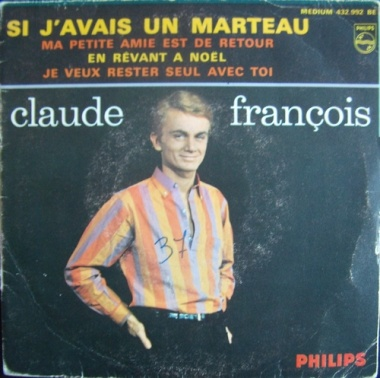 MEDIUM 432.992 BE
SI J'AVAIS UN MARTEAU
PHILIPS
MA PETITE AMIE EST DE RETOUR
EN RÊVANT A NOËL
JE VEUX RESTER SEUL AVEC TOI
claude françois
PHILIPS